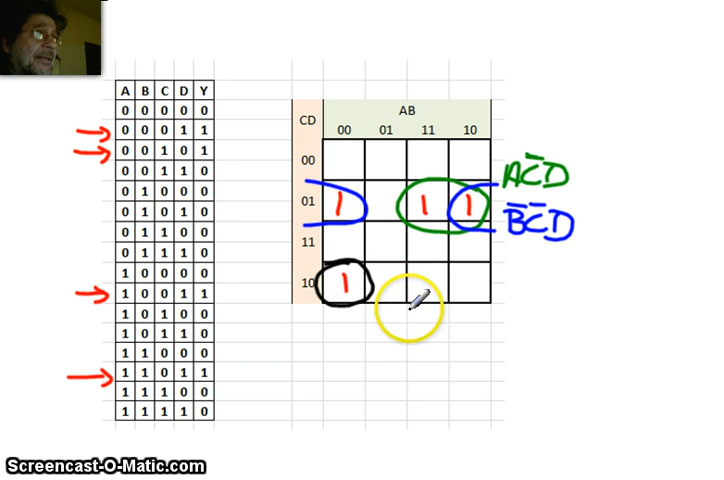 A B C D Y
0 0 0 0 0
0 0 0 1 1
0 0 1 0 1
0 0 1 1 0
0 1 0 0 0
0 1 0 1 0
0 1 1 0 0
0 1 1 1 0
1 0 0 0 0
1 0 0 1 1
1 0 1 0 0
1 0 1 1 0
1 1 0 0 0
1 1 0 1 1
1 1 1 0 0
1 1 1 1 0
AB
CD
00 01 11 10
00
01 1 1 1
11
10 1
AC̅D
B̅C̅D
Screencast-O-Matic.com